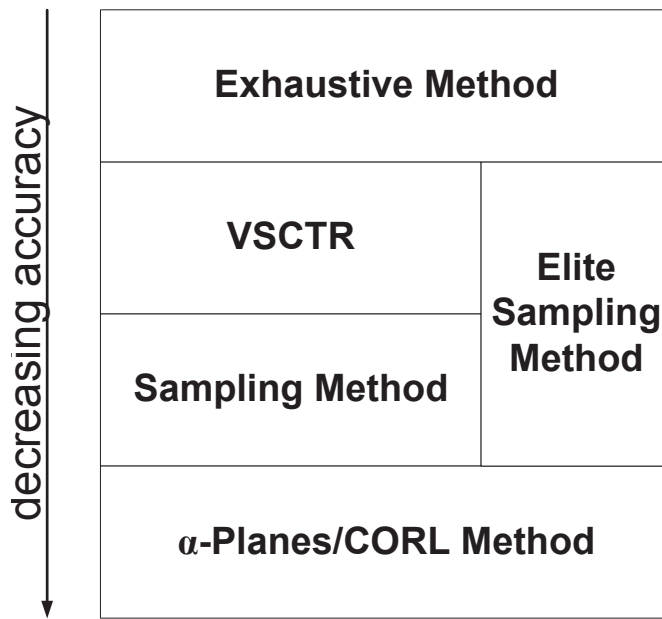 decreasing accuracy
Exhaustive Method
VSCTR
Elite
Sampling
Method
Sampling Method
α-Planes/CORL Method